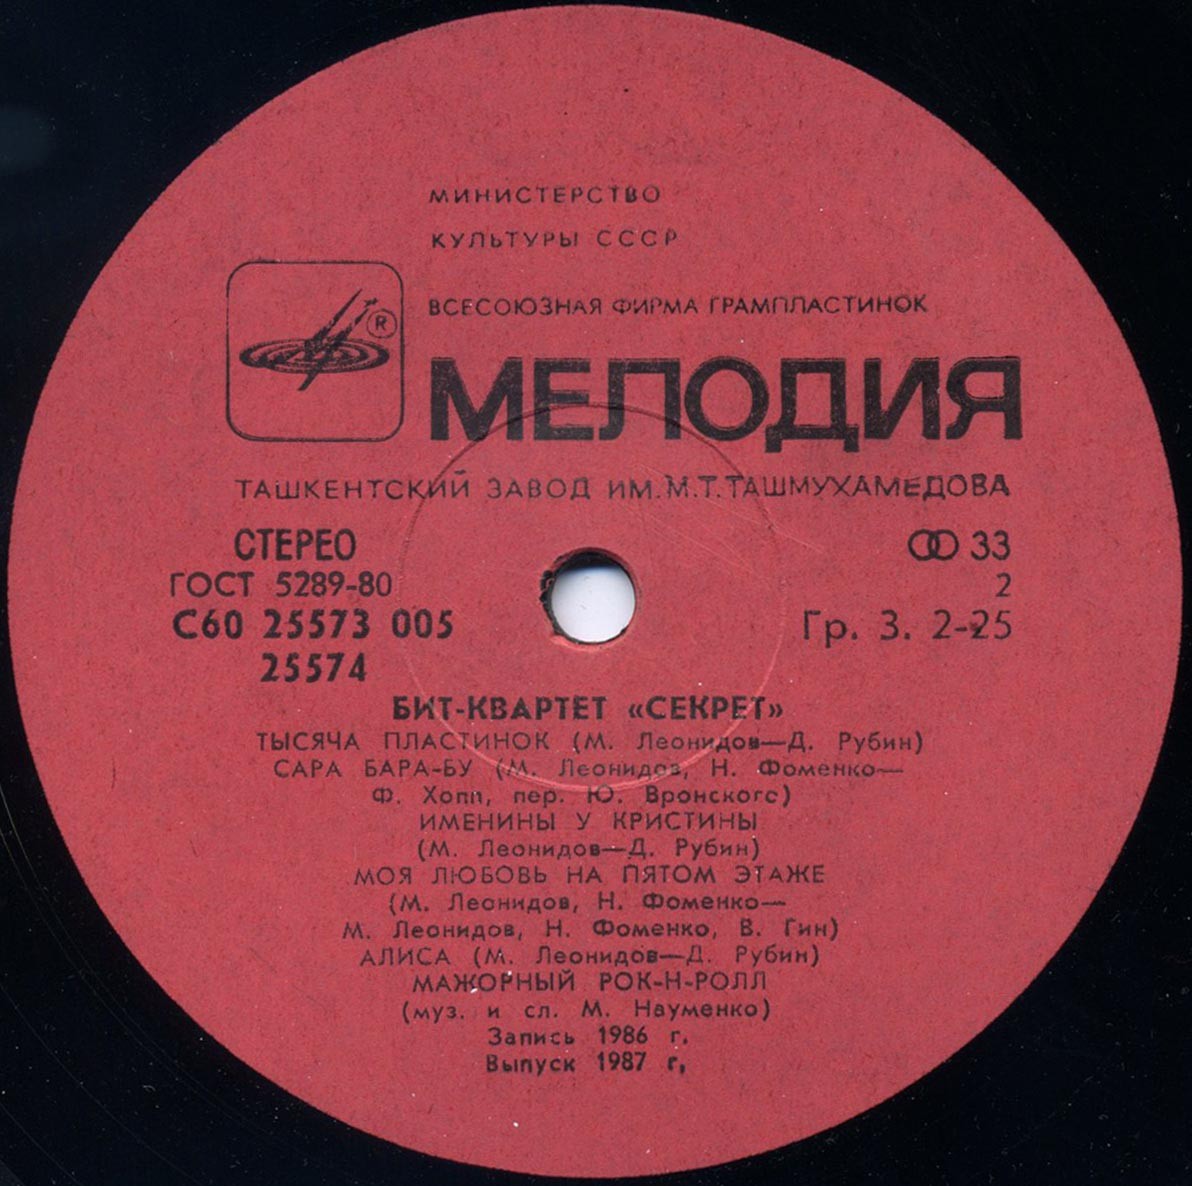 МИНИСТЕРСТВО
КУЛЬТУРЫ СССР
ВСЕСОЮЗНАЯ ФИРМА ГРАМПЛАСТИНОК
®
МЕЛОДИЯ
ТАШКЕНТСКИЙ ЗАВОД ИМ. М.Т. ТАШМУХАМЕДОВА
СТЕРЕО
ГОСТ 5289-80
С60 25573 005
25574
33
2
Гр. 3. 2-25
БИТ-КВАРТЕТ «СЕКРЕТ»
ТЫСЯЧА ПЛАСТИНОК (М. Леонидов—Д. Рубин)
САРА БАРА-БУ (М. Леонидов, Н. Фоменко—
Ф. Хопп, пер. Ю. Вронского)
ИМЕНИНЫ У КРИСТИНЫ
(М. Леонидов—Д. Рубин)
МОЯ ЛЮБОВЬ НА ПЯТОМ ЭТАЖЕ
(М. Леонидов, Н. Фоменко—
М. Леонидов, Н. Фоменко, В. Гин)
АЛИСА (М. Леонидов—Д. Рубин)
МАЖОРНЫЙ РОК-Н-РОЛЛ
(муз. и сл. М. Науменко)
Запись 1986 г.
Выпуск 1987 г,